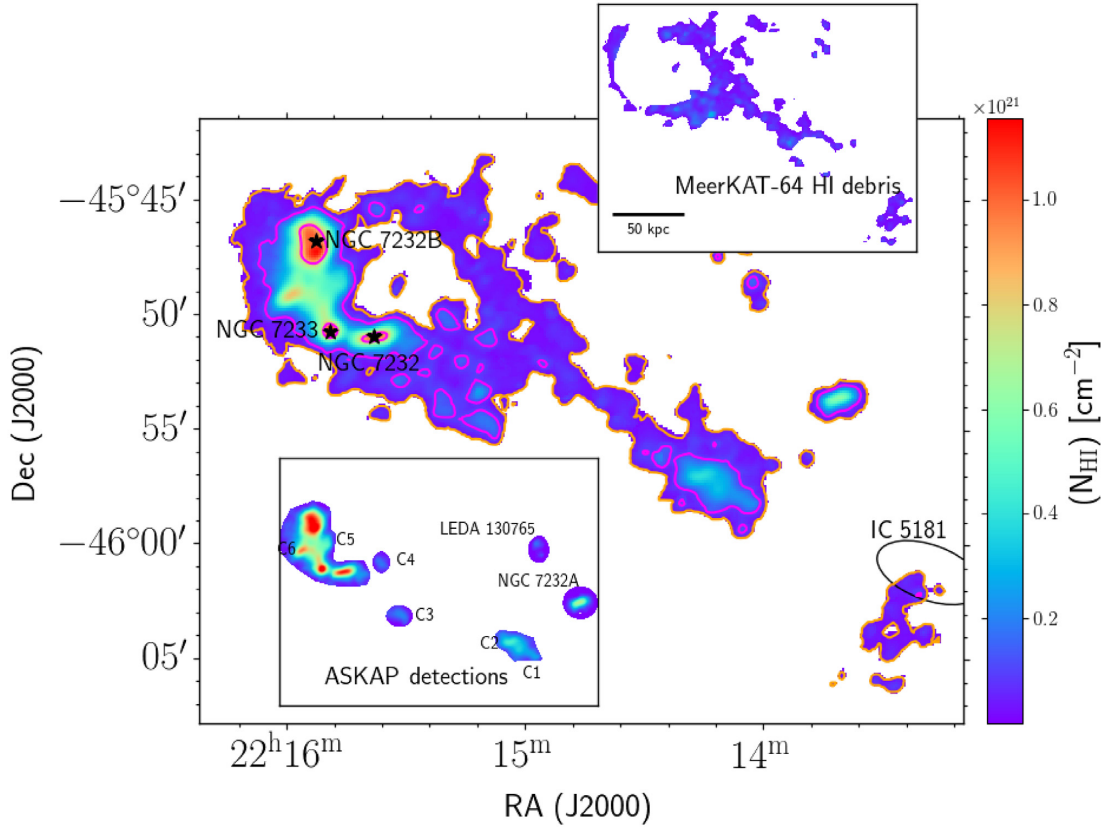 MeerKAT-64 HI debris
50 kpc
×10²¹
1.0
0.8
0.6
0.4
0.2
(N_HI) [cm⁻²]
−45°45′
50′
55′
−46°00′
05′
Dec (J2000)
NGC 7232B
NGC 7233
NGC 7232
IC 5181
LEDA 130765
C5
C6
C4
NGC 7232A
C3
C2
C1
ASKAP detections
22ʰ16ᵐ
15ᵐ
14ᵐ
RA (J2000)